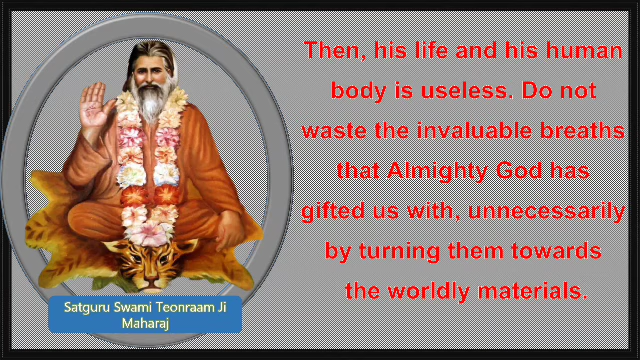 Then, his life and his human
body is useless. Do not
waste the invaluable breaths
that Almighty God has
gifted us with, unnecessarily
by turning them towards
the worldly materials.
Satguru Swami Teonraam Ji
Maharaj